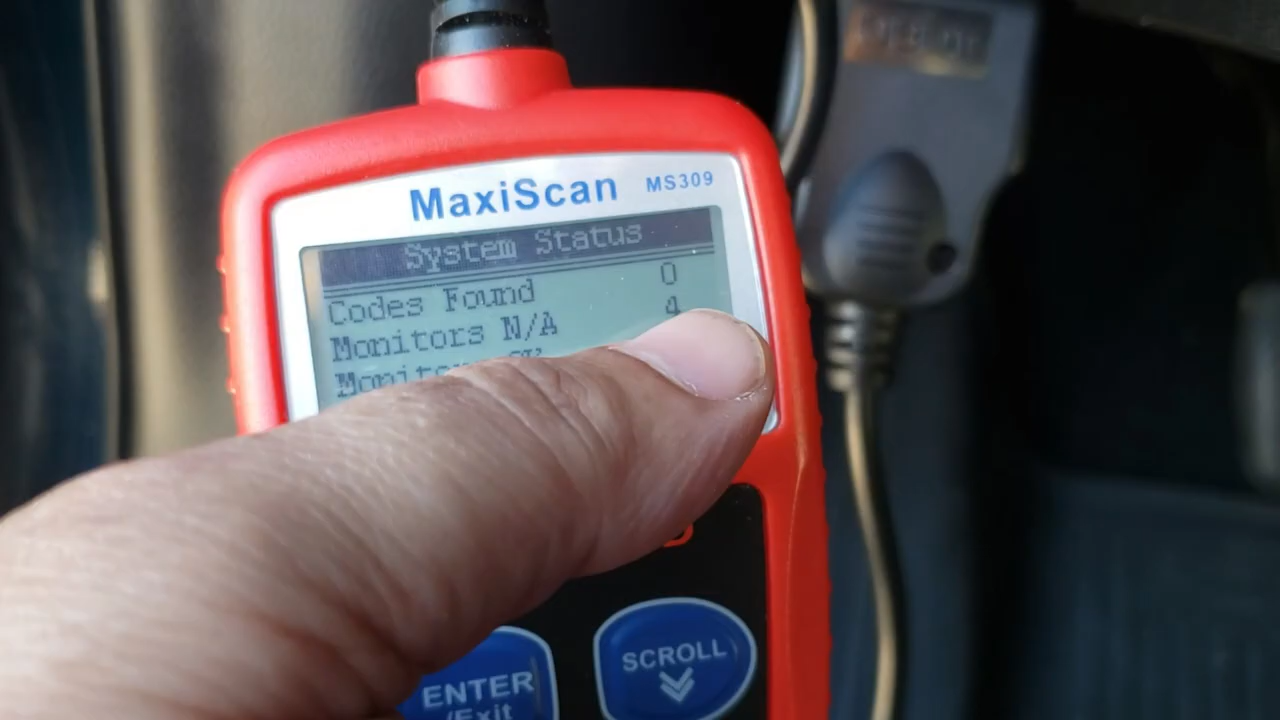 MaxiScan MS309
System Status
Codes Found 0
Monitors N/A 4
ENTER
/Exit
SCROLL